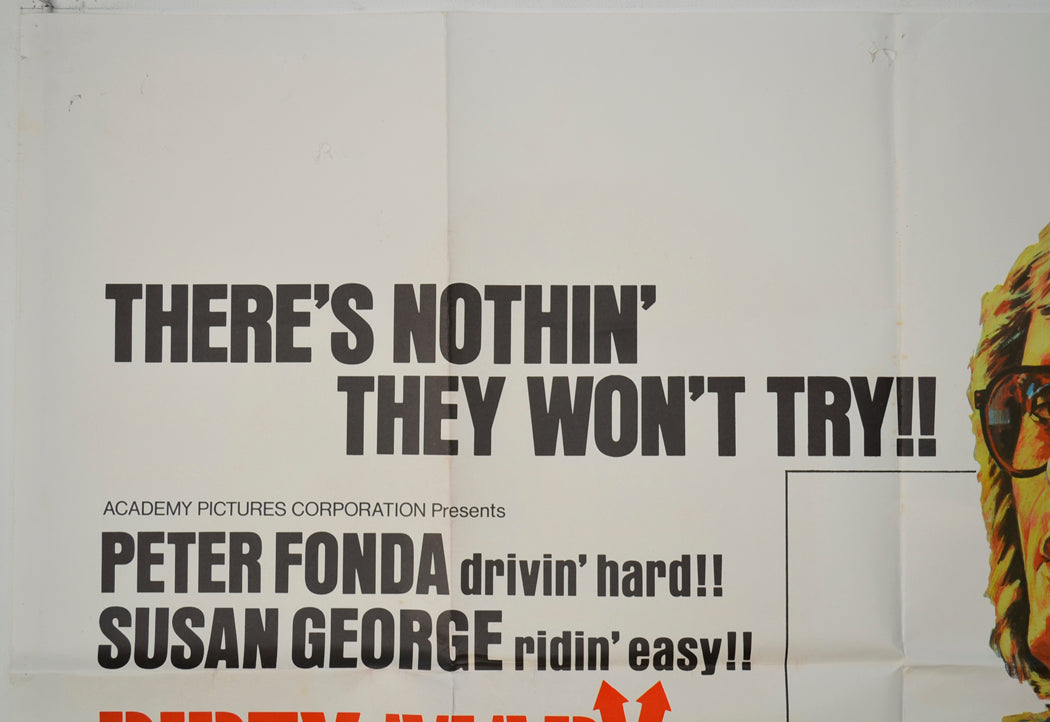 THERE'S NOTHIN'
THEY WON'T TRY!!
ACADEMY PICTURES CORPORATION Presents
PETER FONDA drivin' hard!!
SUSAN GEORGE ridin' easy!!